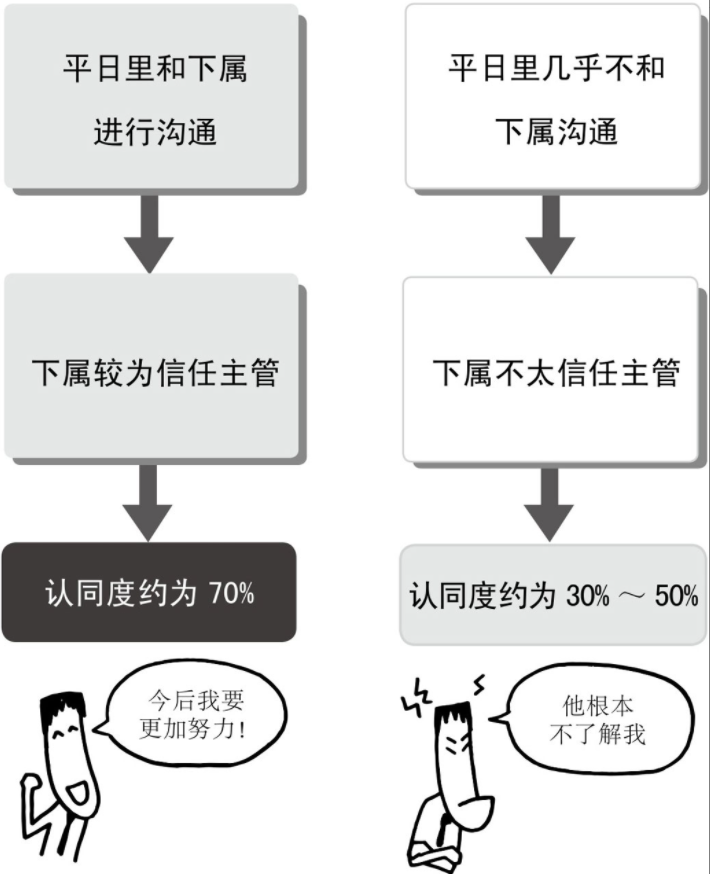 平日里和下属
进行沟通
下属较为信任主管
认同度约为 70%
今后我要
更加努力!
平日里几乎不和
下属沟通
下属不太信任主管
认同度约为 30%～50%
他根本
不了解我